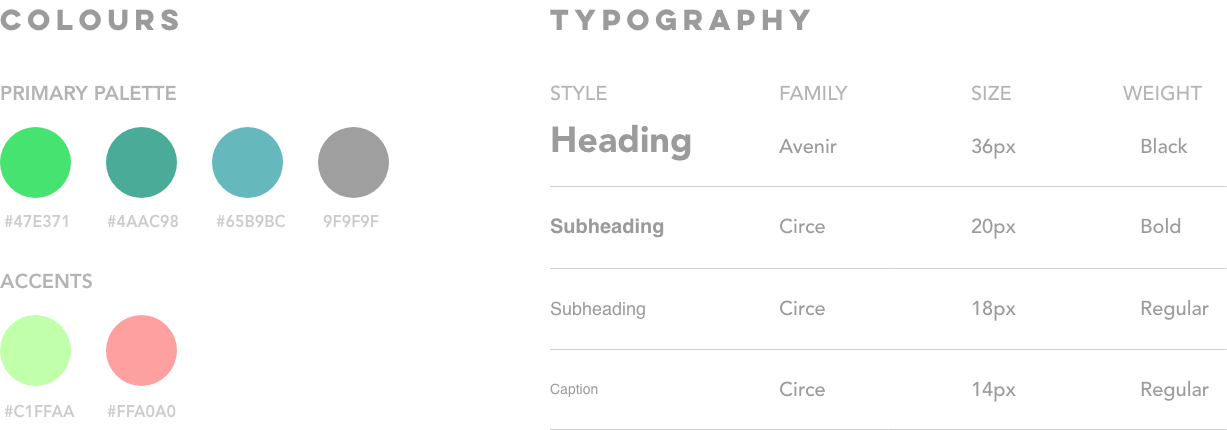 COLOURS
PRIMARY PALETTE
#47E371 #4AAC98 #65B9BC 9F9F9F
ACCENTS
#C1FFAA #FFA0A0
TYPOGRAPHY
STYLE FAMILY SIZE WEIGHT
Heading Avenir 36px Black
Subheading Circe 20px Bold
Subheading Circe 18px Regular
Caption Circe 14px Regular